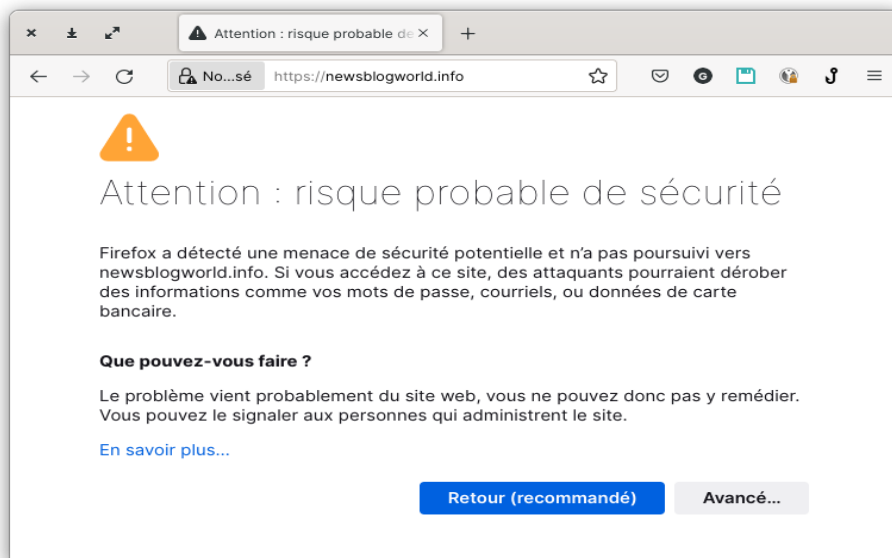 Attention : risque probable de
No...sé https://newsblogworld.info
Attention : risque probable de sécurité
Firefox a détecté une menace de sécurité potentielle et n’a pas poursuivi vers
newsblogworld.info. Si vous accédez à ce site, des attaquants pourraient dérober
des informations comme vos mots de passe, courriels, ou données de carte
bancaire.
Que pouvez-vous faire ?
Le problème vient probablement du site web, vous ne pouvez donc pas y remédier.
Vous pouvez le signaler aux personnes qui administrent le site.
En savoir plus...
Retour (recommandé) Avancé...